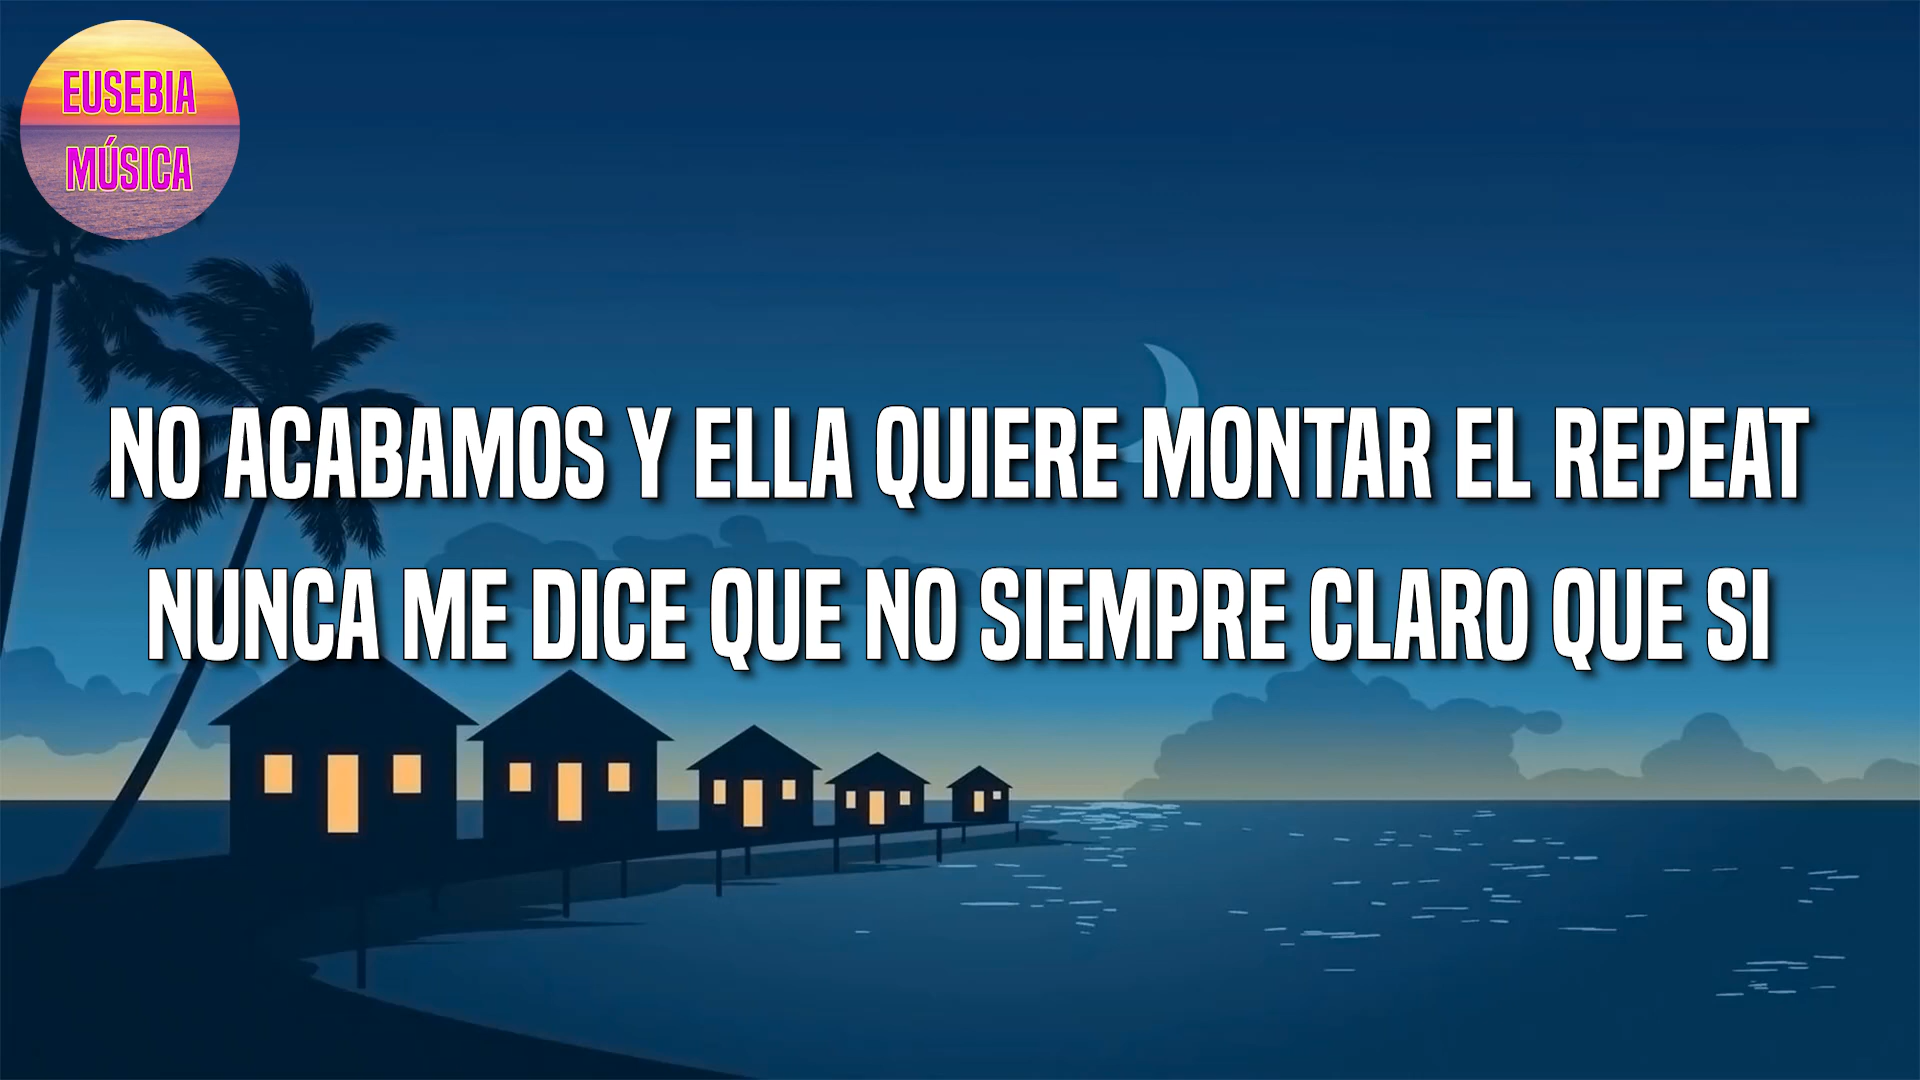 EUSEBIA
MÚSICA
NO ACABAMOS Y ELLA QUIERE MONTAR EL REPEAT
NUNCA ME DICE QUE NO SIEMPRE CLARO QUE SI